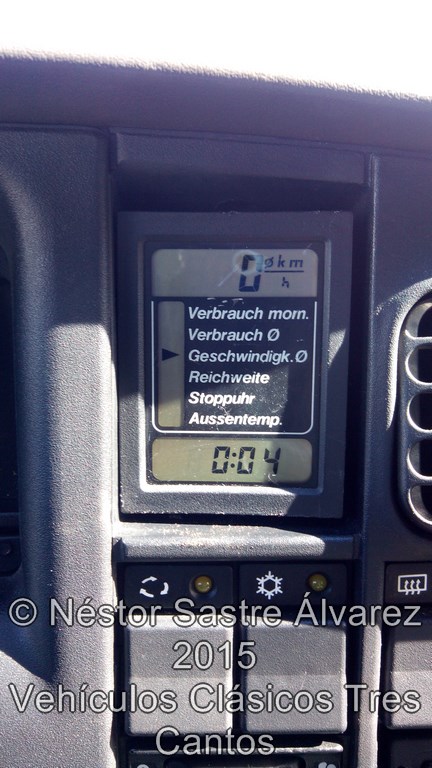 0 ø km
h
Verbrauch mom.
Verbrauch Ø
Geschwindigk. Ø
Reichweite
Stoppuhr
Aussentemp.
0:04
© Néstor Sastre Álvarez
2015
Vehículos Clásicos Tres
Cantos